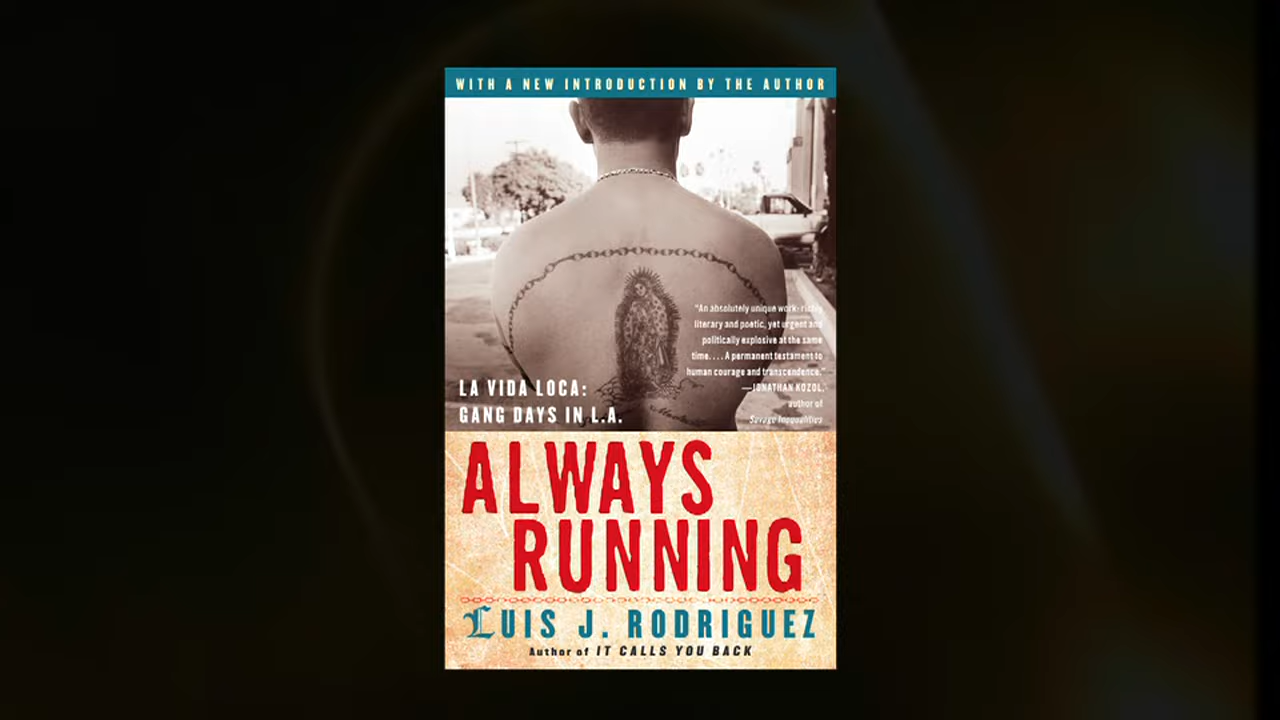 WITH A NEW INTRODUCTION BY THE AUTHOR
"An absolutely unique work: richly
literary and poetic, yet urgent and
politically explosive at the same
time. . . . A permanent testament to
human courage and transcendence."
—JONATHAN KOZOL,
author of
Savage Inequalities
LA VIDA LOCA:
GANG DAYS IN L.A.
ALWAYS
RUNNING
LUIS J. RODRIGUEZ
Author of IT CALLS YOU BACK